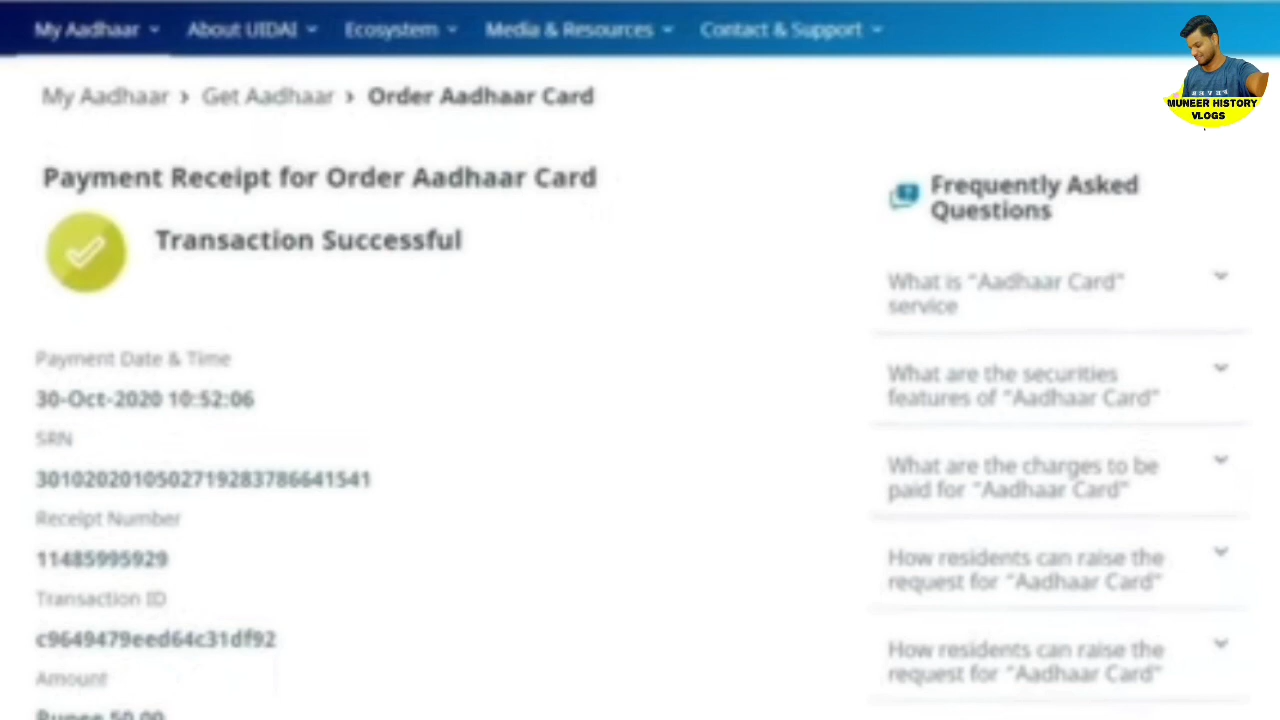 My Aadhaar
About UIDAI
Ecosystem
Media & Resources
Contact & Support
MUNEER HISTORY
VLOGS
My Aadhaar › Get Aadhaar › Order Aadhaar Card
Payment Receipt for Order Aadhaar Card
Transaction Successful
Payment Date & Time
30-Oct-2020 10:52:06
SRN
3010202010502719283786641541
Receipt Number
11485995929
Transaction ID
c9649479eed64c31df92
Amount
Rupee 50.00
Frequently Asked
Questions
What is "Aadhaar Card"
service
What are the securities
features of "Aadhaar Card"
What are the charges to be
paid for "Aadhaar Card"
How residents can raise the
request for "Aadhaar Card"
How residents can raise the
request for "Aadhaar Card"